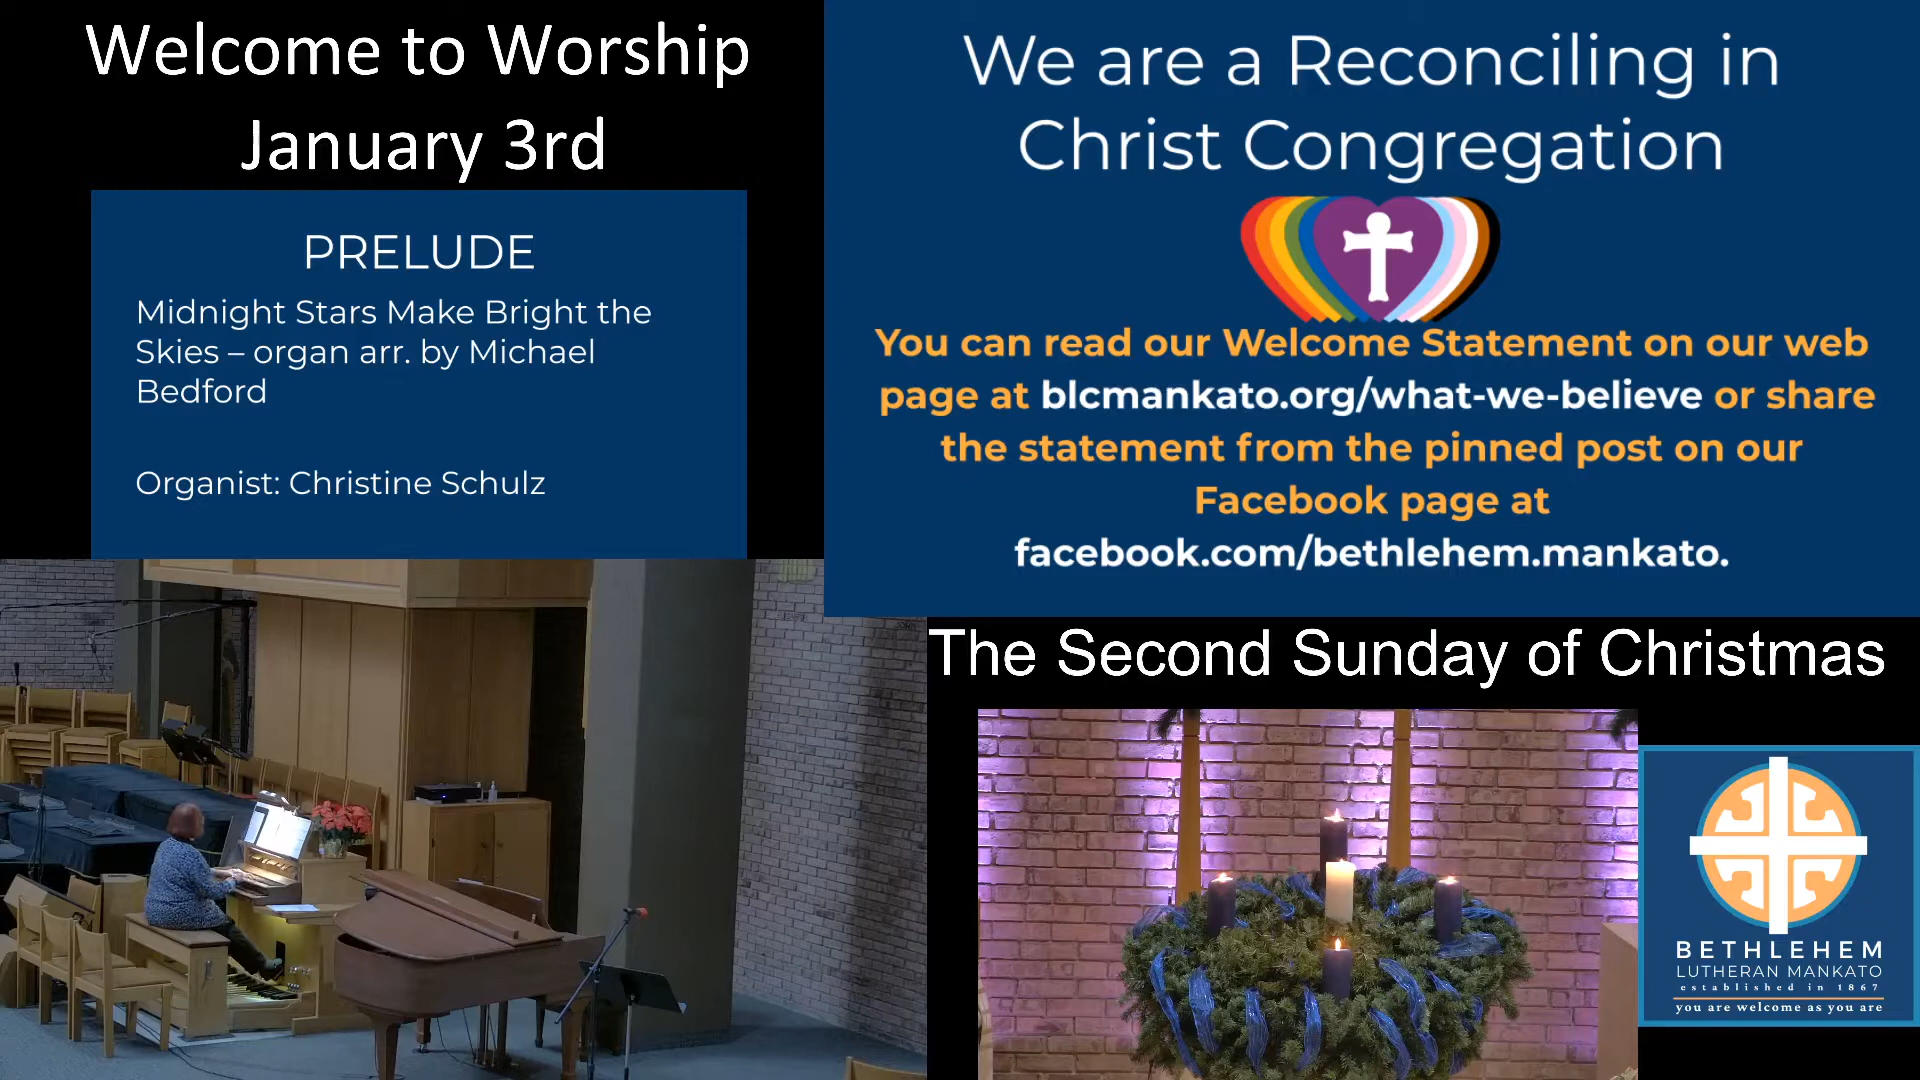 Welcome to Worship
January 3rd
PRELUDE
Midnight Stars Make Bright the
Skies – organ arr. by Michael
Bedford
Organist: Christine Schulz
We are a Reconciling in
Christ Congregation
You can read our Welcome Statement on our web
page at blcmankato.org/what-we-believe or share
the statement from the pinned post on our
Facebook page at
facebook.com/bethlehem.mankato.
The Second Sunday of Christmas
BETHLEHEM
LUTHERAN MANKATO
established in 1867
you are welcome as you are